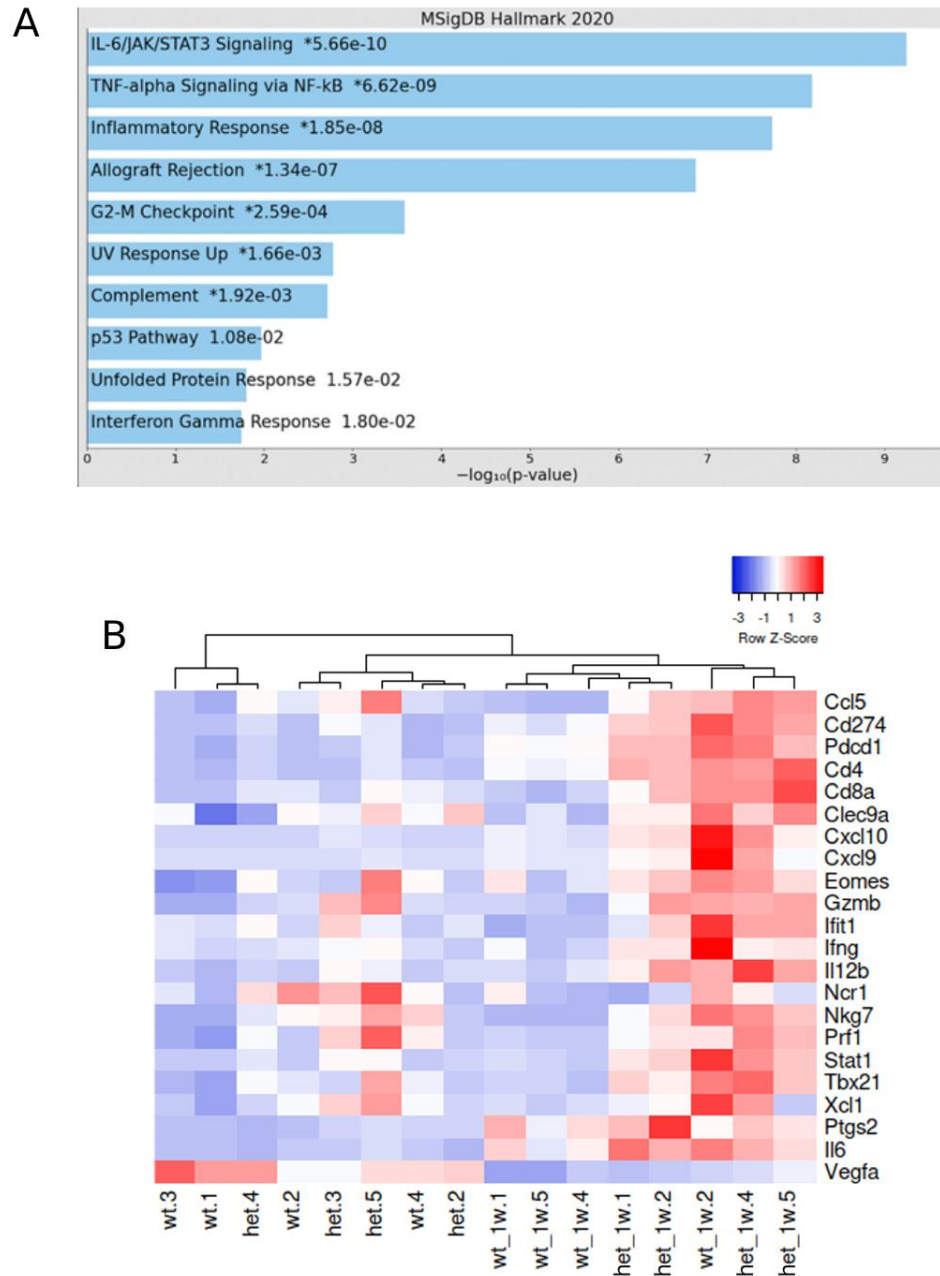 A
MSigDB Hallmark 2020
IL-6/JAK/STAT3 Signaling *5.66e-10
TNF-alpha Signaling via NF-kB *6.62e-09
Inflammatory Response *1.85e-08
Allograft Rejection *1.34e-07
G2-M Checkpoint *2.59e-04
UV Response Up *1.66e-03
Complement *1.92e-03
p53 Pathway 1.08e-02
Unfolded Protein Response 1.57e-02
Interferon Gamma Response 1.80e-02
0 1 2 3 4 5 6 7 8 9
−log₁₀(p-value)
B
-3 -1 1 3
Row Z-Score
Ccl5
Cd274
Pdcd1
Cd4
Cd8a
Clec9a
Cxcl10
Cxcl9
Eomes
Gzmb
Ifit1
Ifng
Il12b
Ncr1
Nkg7
Prf1
Stat1
Tbx21
Xcl1
Ptgs2
Il6
Vegfa
wt.3
wt.1
het.4
wt.2
het.3
het.5
wt.4
het.2
wt_1w.1
wt_1w.5
wt_1w.4
het_1w.1
het_1w.2
wt_1w.2
het_1w.4
het_1w.5